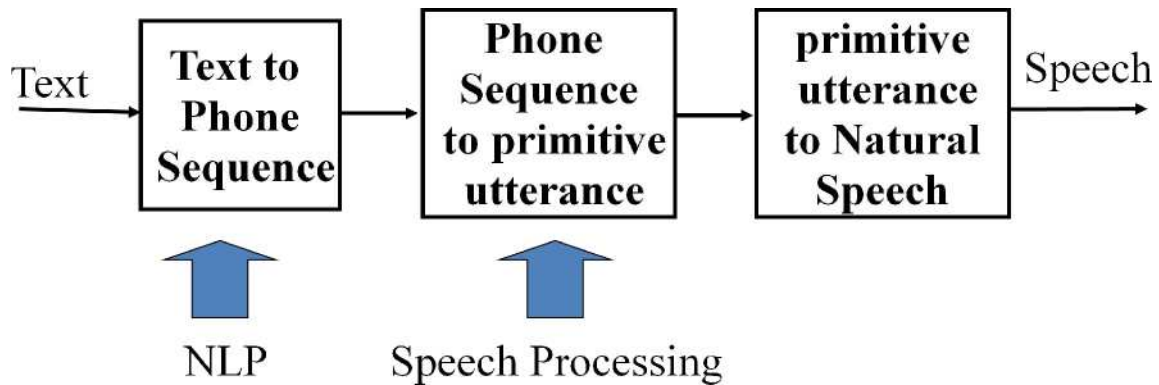 Text
Text to
Phone
Sequence
Phone
Sequence
to primitive
utterance
primitive
utterance
to Natural
Speech
Speech
NLP
Speech Processing